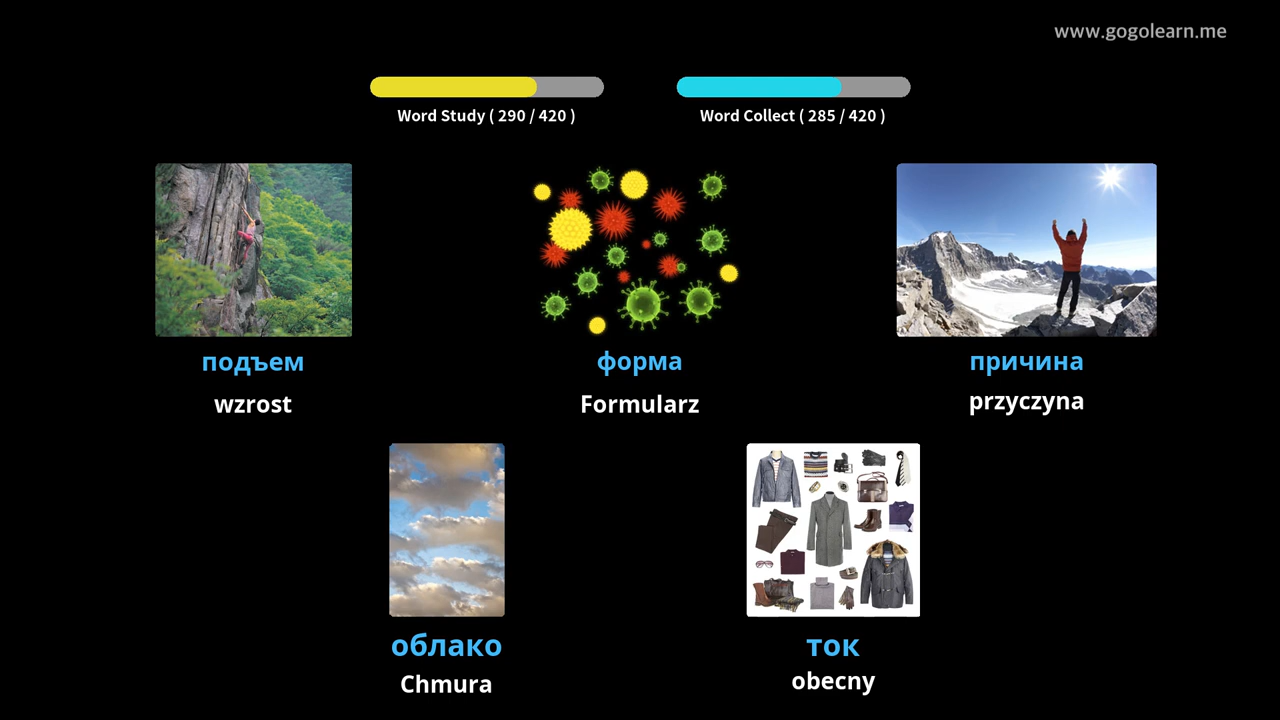 www.gogolearn.me
Word Study ( 290 / 420 )
Word Collect ( 285 / 420 )
подъем
форма
причина
wzrost
Formularz
przyczyna
облако
ток
Chmura
obecny